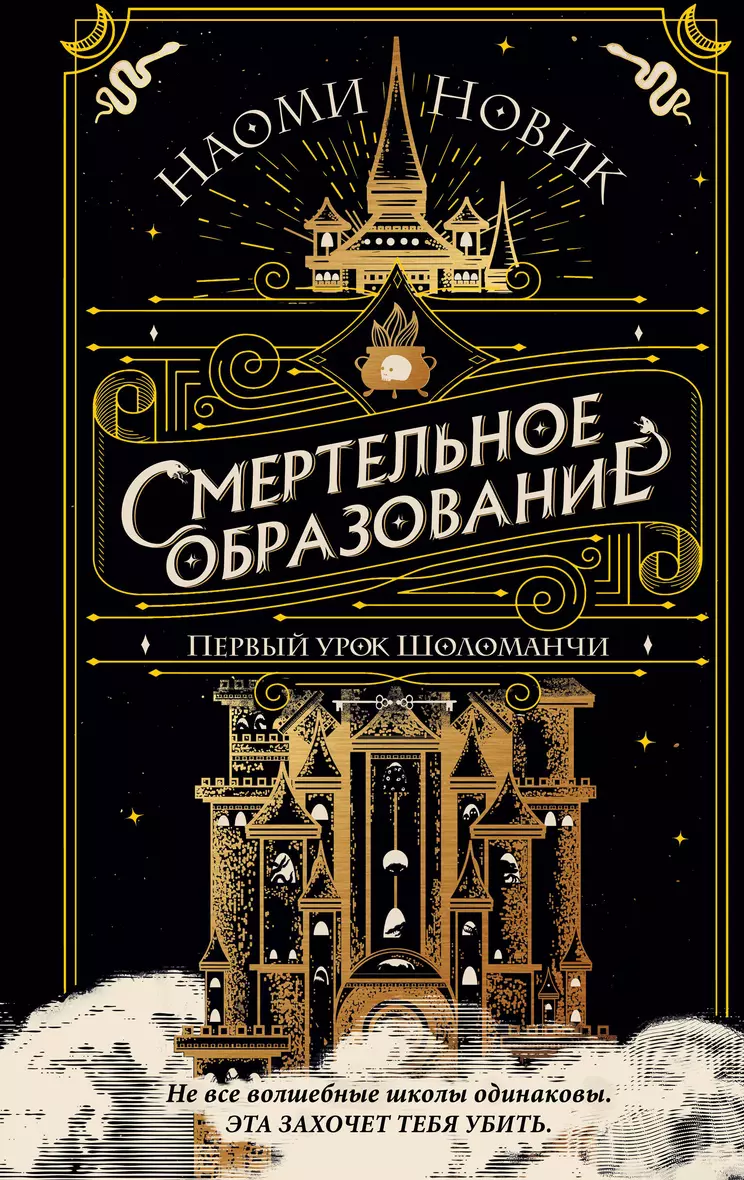 Наоми Новик
Смертельное
образование
Первый урок Шоломанчи
Не все волшебные школы одинаковы.
ЭТА ЗАХОЧЕТ ТЕБЯ УБИТЬ.